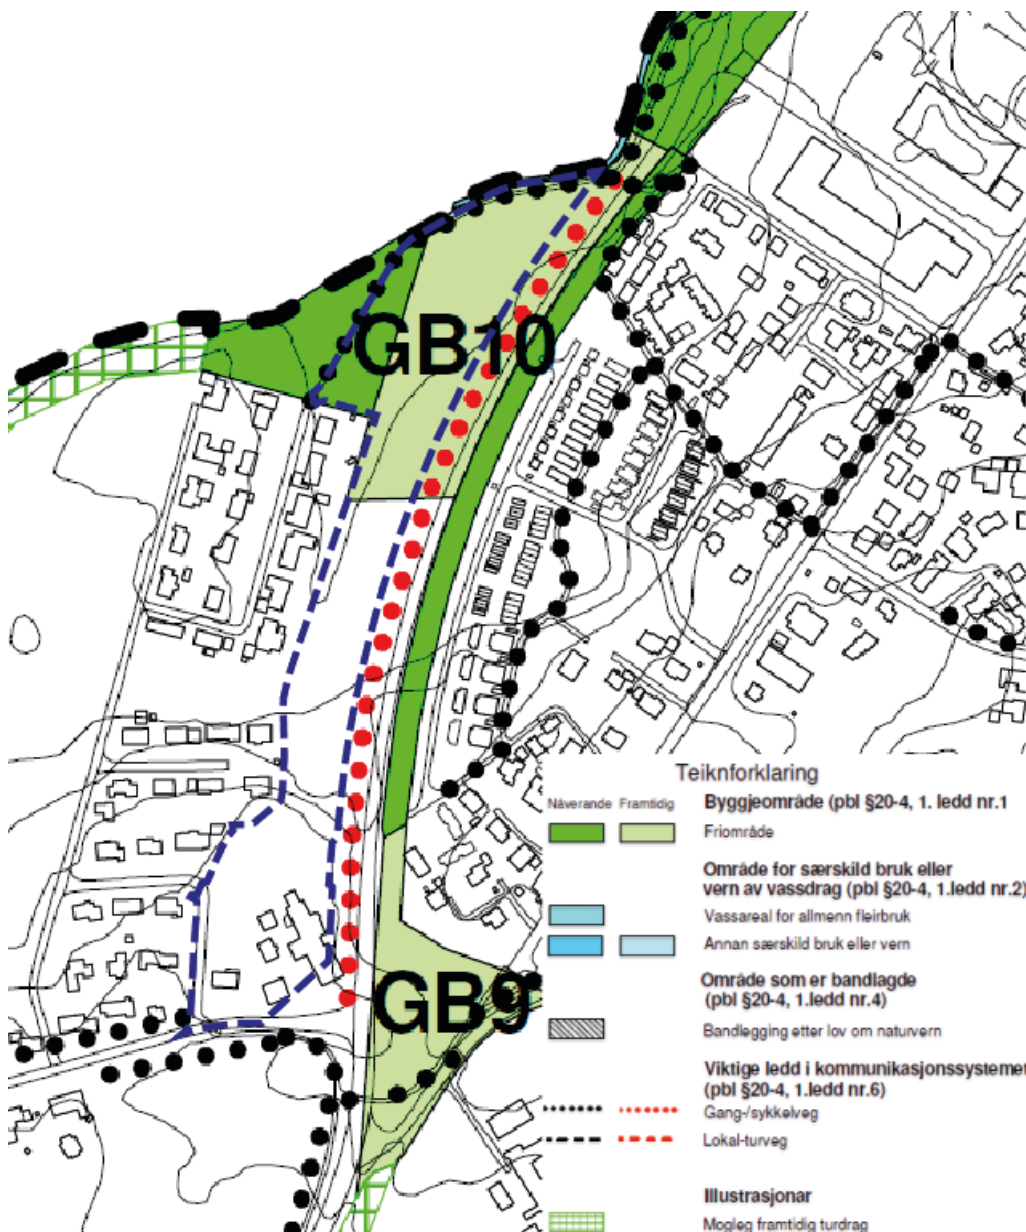 GB10
GB9
Teiknforklaring
Nåverande Framtidig Byggjeområde (pbl §20-4, 1. ledd nr.1
Friområde
Område for særskild bruk eller
vern av vassdrag (pbl §20-4, 1.ledd nr.2)
Vassareal for allmenn fleirbruk
Annan særskild bruk eller vern
Område som er bandlagde
(pbl §20-4, 1.ledd nr.4)
Bandlegging etter lov om naturvern
Viktige ledd i kommunikasjonssystemet
(pbl §20-4, 1.ledd nr.6)
Gang-/sykkelveg
Lokal-turveg
Illustrasjonar
Mogleg framtidig turdrag